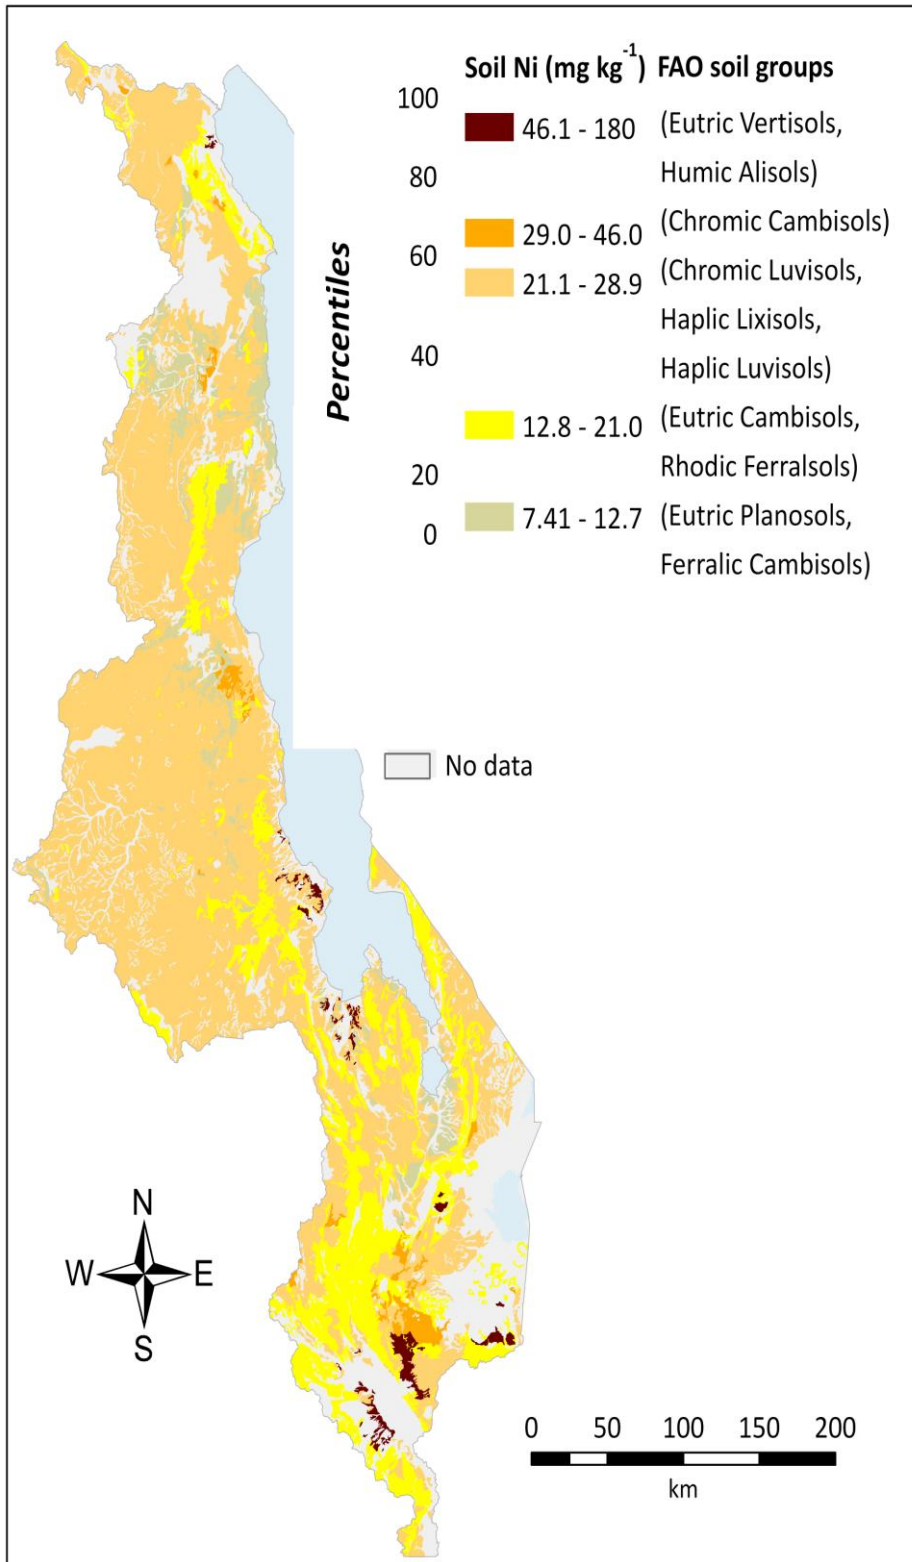 Soil Ni (mg kg⁻¹) FAO soil groups
100
46.1 - 180 (Eutric Vertisols,
Humic Alisols)
80
29.0 - 46.0 (Chromic Cambisols)
60
21.1 - 28.9 (Chromic Luvisols,
Haplic Lixisols,
Haplic Luvisols)
40
Percentiles
12.8 - 21.0 (Eutric Cambisols,
Rhodic Ferralsols)
20
7.41 - 12.7 (Eutric Planosols,
0
Ferralic Cambisols)
No data
N
W E
S
0 50 100 150 200
km